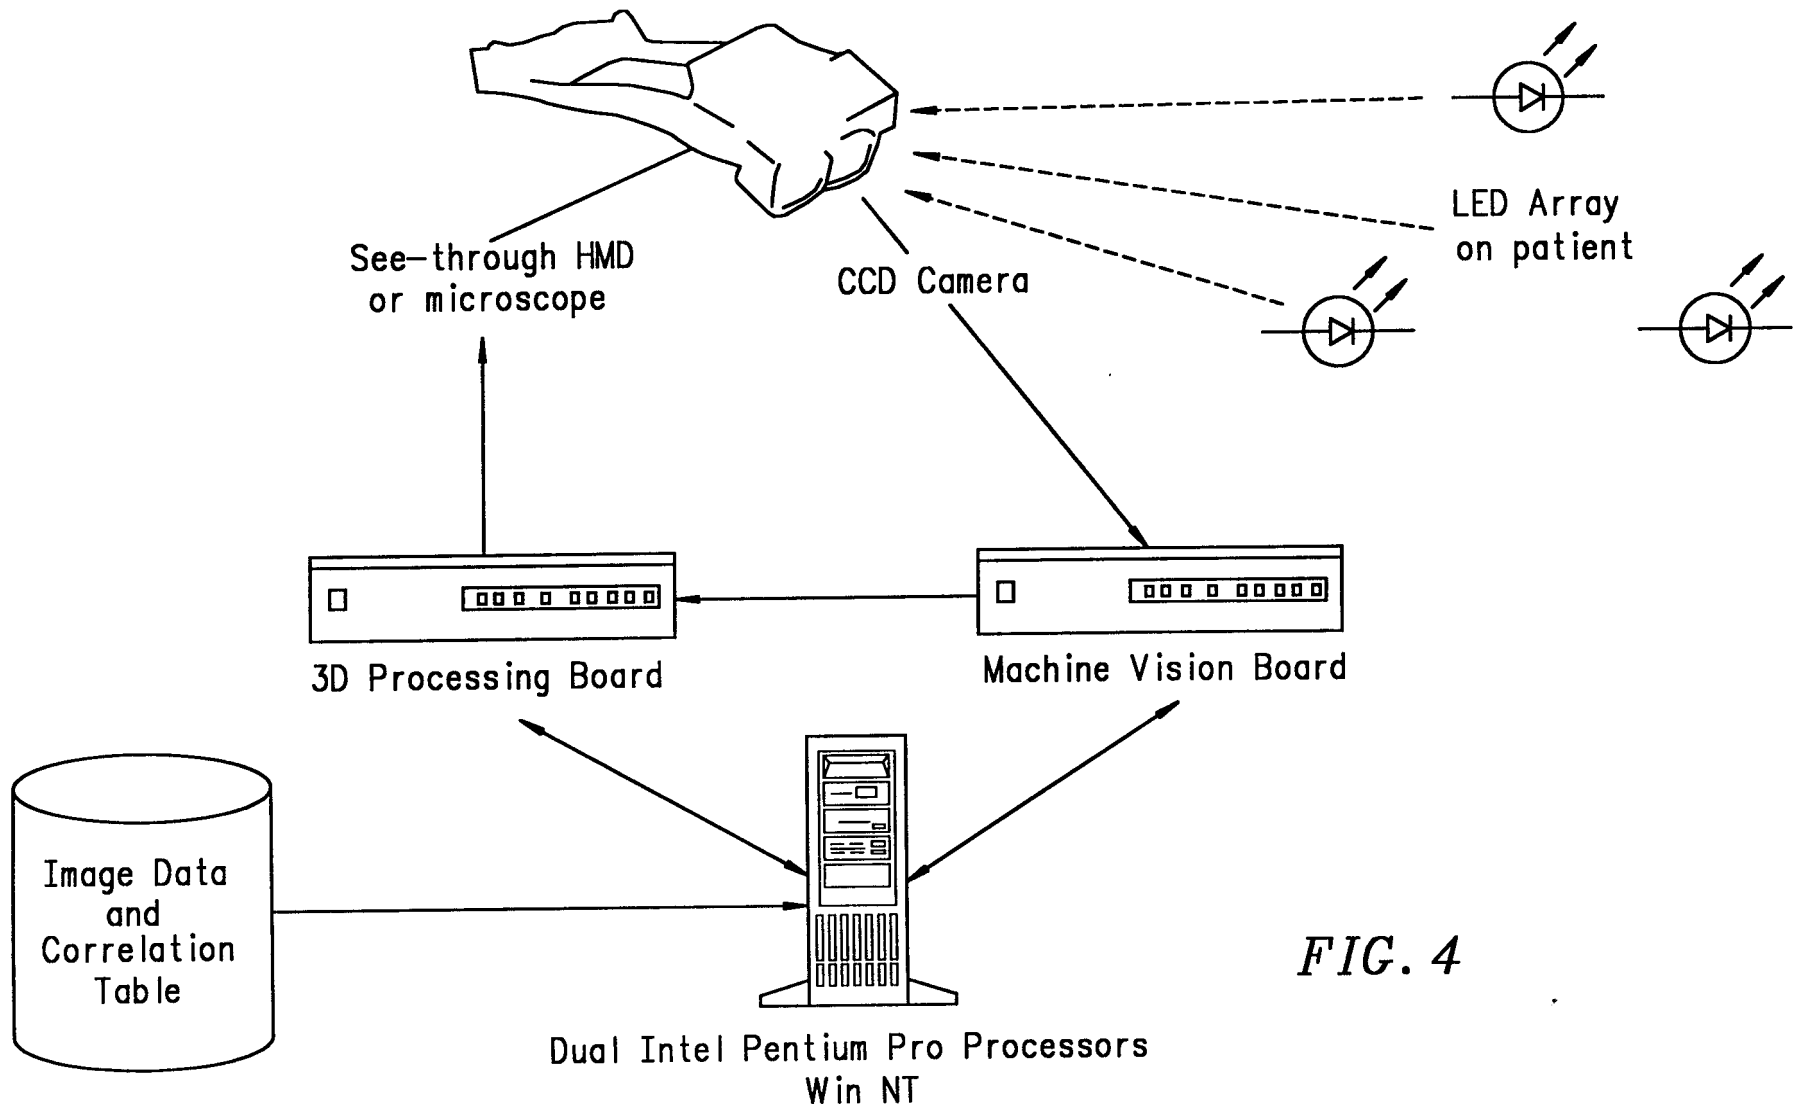 LED Array
on patient
See-through HMD
or microscope
CCD Camera
3D Processing Board
Machine Vision Board
Image Data
and
Correlation
Table
FIG. 4
Dual Intel Pentium Pro Processors
Win NT